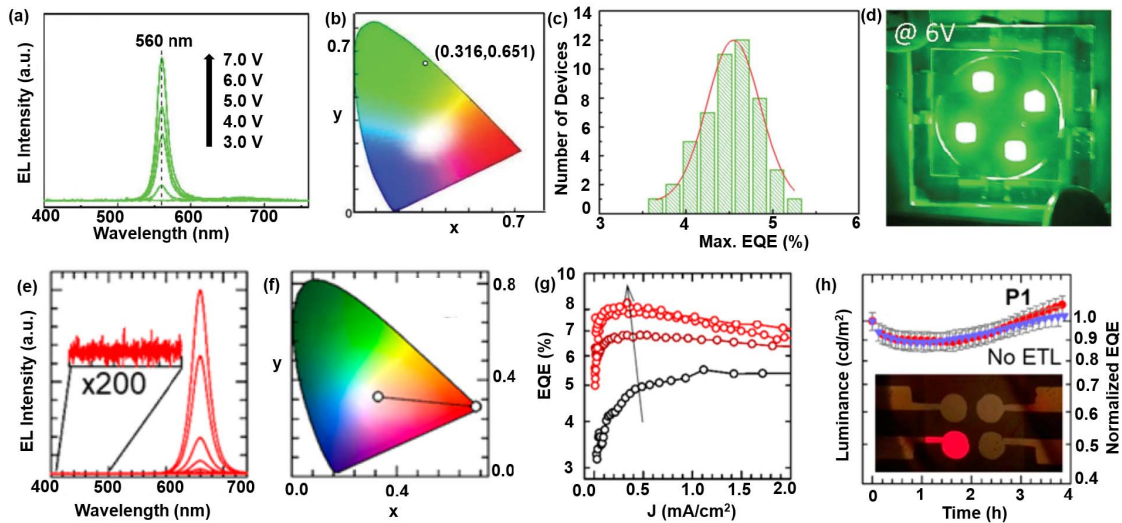 (a)
560 nm
7.0 V
6.0 V
5.0 V
4.0 V
3.0 V
EL Intensity (a.u.)
400 500 600 700
Wavelength (nm)
(b)
0.7
(0.316,0.651)
y
0
x
0.7
(c)
14
12
10
8
6
4
2
0
Number of Devices
3 4 5 6
Max. EQE (%)
(d)
@ 6V
(e)
EL Intensity (a.u.)
x200
400 500 600 700
Wavelength (nm)
(f)
0.8
y
0.4
0.0
0.0 0.4
x
(g)
10
8
7
6
5
4
3
EQE (%)
0.0 0.5 1.0 1.5 2.0
J (mA/cm²)
(h)
P1
No ETL
Luminance (cd/m²)
1.0
0.9
0.8
0.7
0.6
0.5
0.4
Normalized EQE
0 1 2 3 4
Time (h)